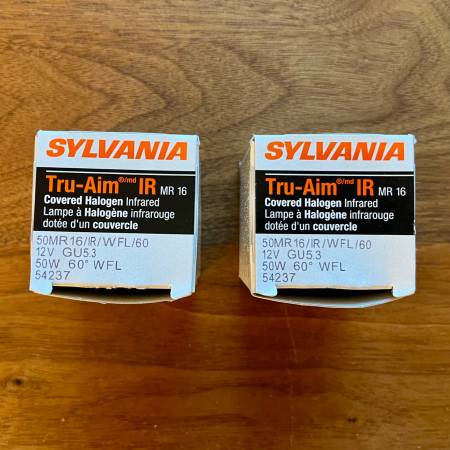 SYLVANIA
Tru-Aim®/md IR MR 16
Covered Halogen Infrared
Lampe à Halogène infrarouge
dotée d'un couvercle
50MR16/IR/WFL/60
12V GU5.3
50W 60° WFL
54237
SYLVANIA
Tru-Aim®/md IR MR 16
Covered Halogen Infrared
Lampe à Halogène infrarouge
dotée d'un couvercle
50MR16/IR/WFL/60
12V GU5.3
50W 60° WFL
54237